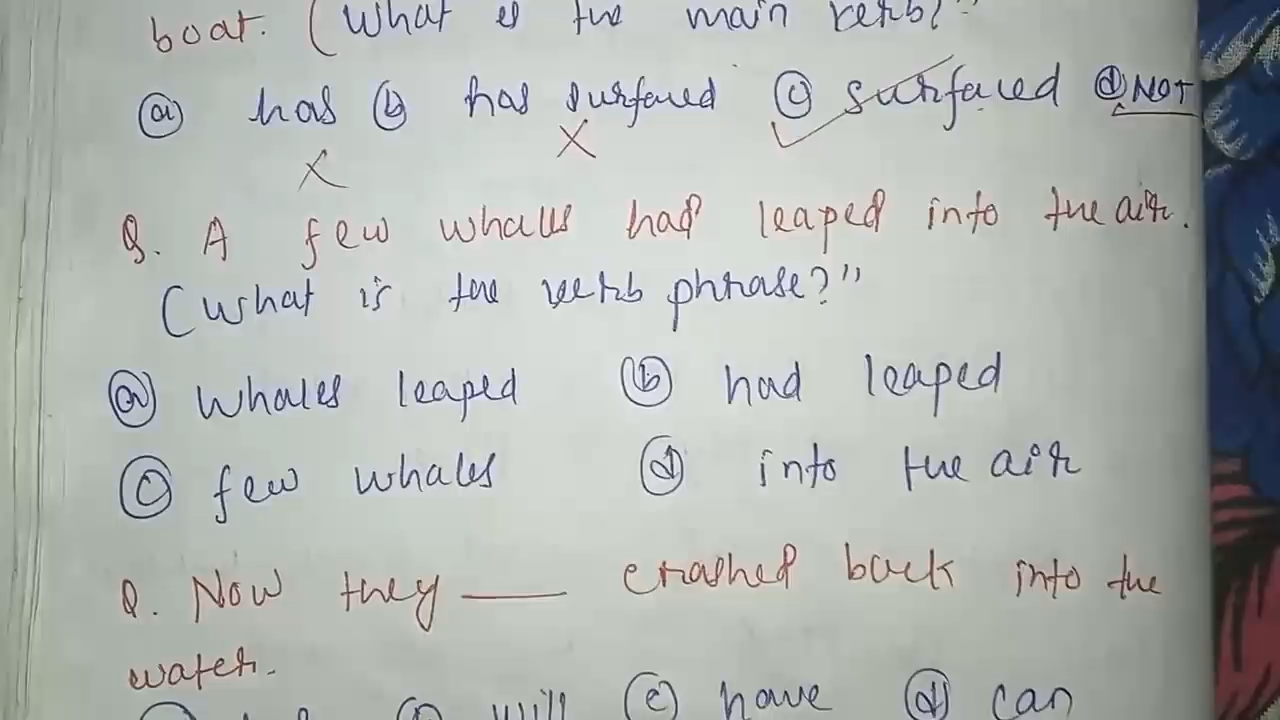 boat. (What is the main verb?"
(a) has (b) has surfaced (c) surfaced (d) NOT
Q. A few whales had leaped into the air.
(What is the verb phrase?"
(a) whales leaped (b) had leaped
(c) few whales (d) into the air
Q. Now they ____ crashed back into the
water.
will (c) have (d) can